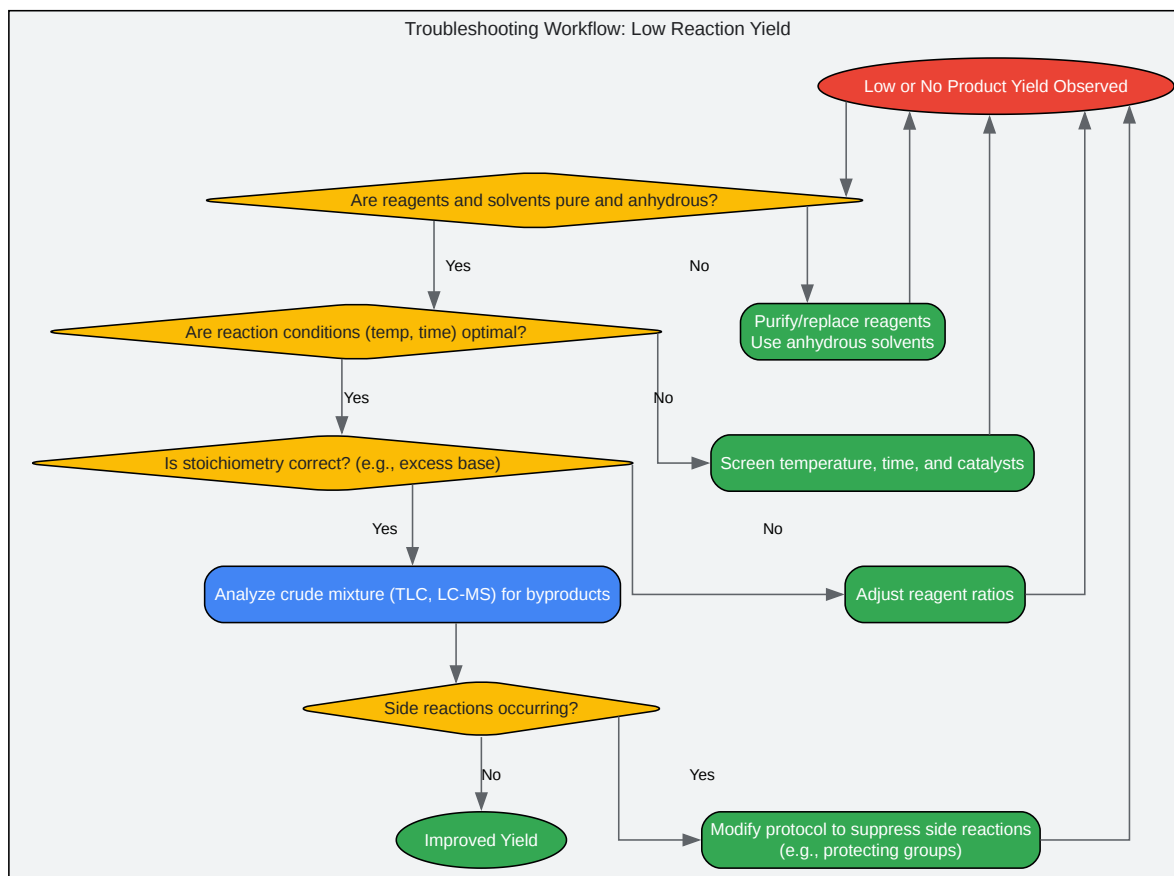 Troubleshooting Workflow: Low Reaction Yield
Low or No Product Yield Observed
Are reagents and solvents pure and anhydrous?
Yes
No
Purify/replace reagents
Use anhydrous solvents
Are reaction conditions (temp, time) optimal?
Yes
No
Is stoichiometry correct? (e.g., excess base)
Screen temperature, time, and catalysts
Yes
No
Analyze crude mixture (TLC, LC-MS) for byproducts
Adjust reagent ratios
Side reactions occurring?
No
Yes
Improved Yield
Modify protocol to suppress side reactions
(e.g., protecting groups)